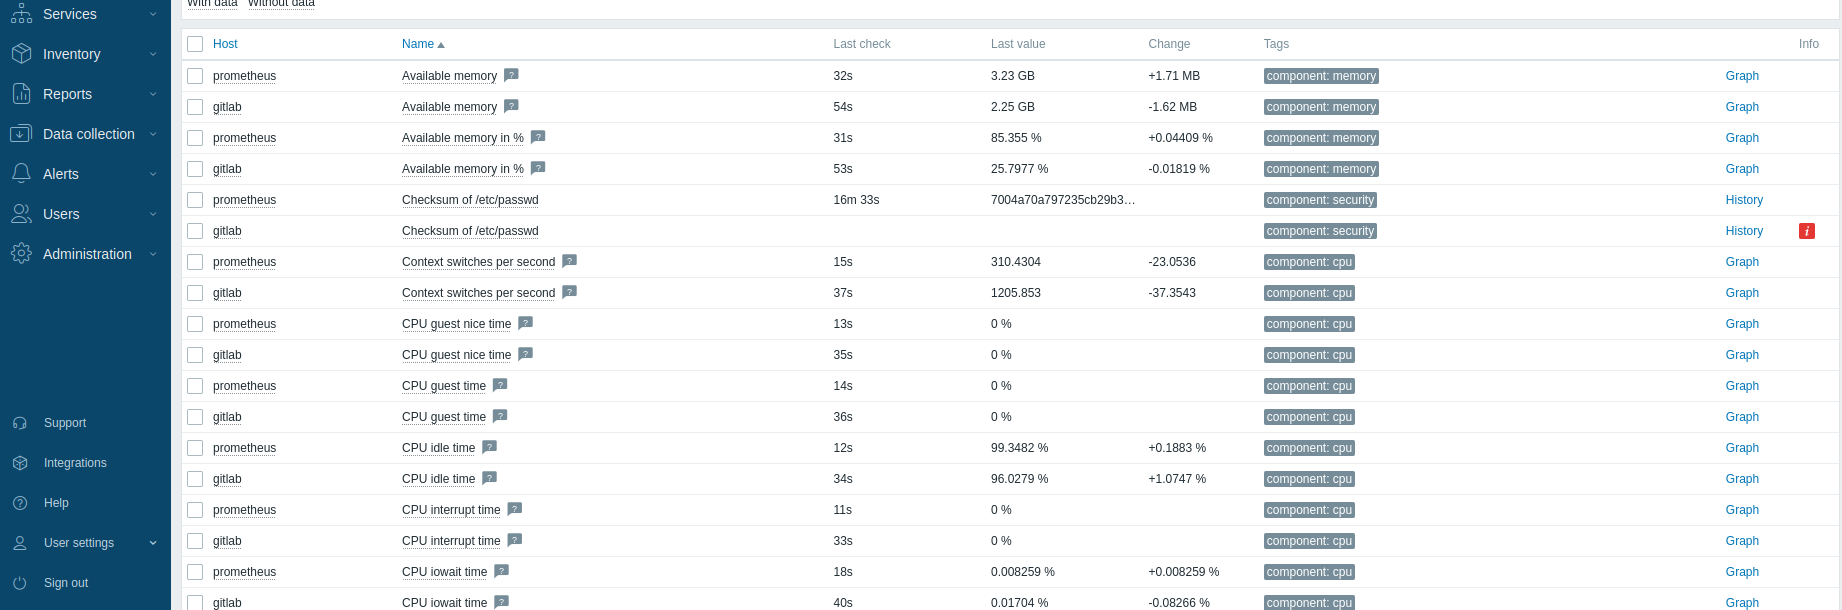 Services
Inventory
Reports
Data collection
Alerts
Users
Administration
Support
Integrations
Help
User settings
Sign out
With data Without data
Host Name Last check Last value Change Tags Info
prometheus Available memory ? 32s 3.23 GB +1.71 MB component: memory Graph
gitlab Available memory ? 54s 2.25 GB -1.62 MB component: memory Graph
prometheus Available memory in % ? 31s 85.355 % +0.04409 % component: memory Graph
gitlab Available memory in % ? 53s 25.7977 % -0.01819 % component: memory Graph
prometheus Checksum of /etc/passwd 16m 33s 7004a70a797235cb29b3… component: security History
gitlab Checksum of /etc/passwd component: security History i
prometheus Context switches per second ? 15s 310.4304 -23.0536 component: cpu Graph
gitlab Context switches per second ? 37s 1205.853 -37.3543 component: cpu Graph
prometheus CPU guest nice time ? 13s 0 % component: cpu Graph
gitlab CPU guest nice time ? 35s 0 % component: cpu Graph
prometheus CPU guest time ? 14s 0 % component: cpu Graph
gitlab CPU guest time ? 36s 0 % component: cpu Graph
prometheus CPU idle time ? 12s 99.3482 % +0.1883 % component: cpu Graph
gitlab CPU idle time ? 34s 96.0279 % +1.0747 % component: cpu Graph
prometheus CPU interrupt time ? 11s 0 % component: cpu Graph
gitlab CPU interrupt time ? 33s 0 % component: cpu Graph
prometheus CPU iowait time ? 18s 0.008259 % +0.008259 % component: cpu Graph
gitlab CPU iowait time ? 40s 0.01704 % -0.08266 % component: cpu Graph